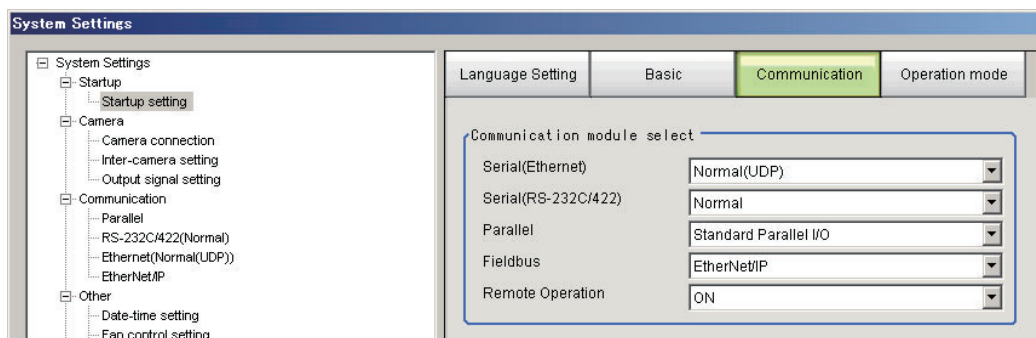 System Settings
System Settings
Startup
Startup setting
Camera
Camera connection
Inter-camera setting
Output signal setting
Communication
Parallel
RS-232C/422(Normal)
Ethernet(Normal(UDP))
EtherNet/IP
Other
Date-time setting
Fan control setting
Language Setting Basic Communication Operation mode
Communication module select
Serial(Ethernet) Normal(UDP)
Serial(RS-232C/422) Normal
Parallel Standard Parallel I/O
Fieldbus EtherNet/IP
Remote Operation ON